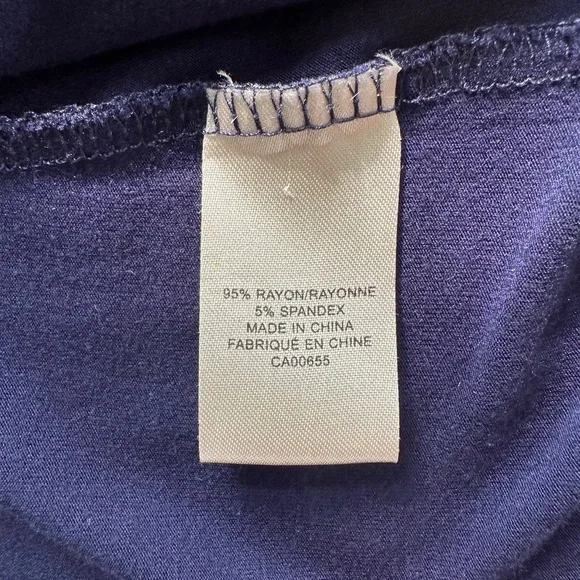 95% RAYON/RAYONNE
5% SPANDEX
MADE IN CHINA
FABRIQUÉ EN CHINE
CA00655